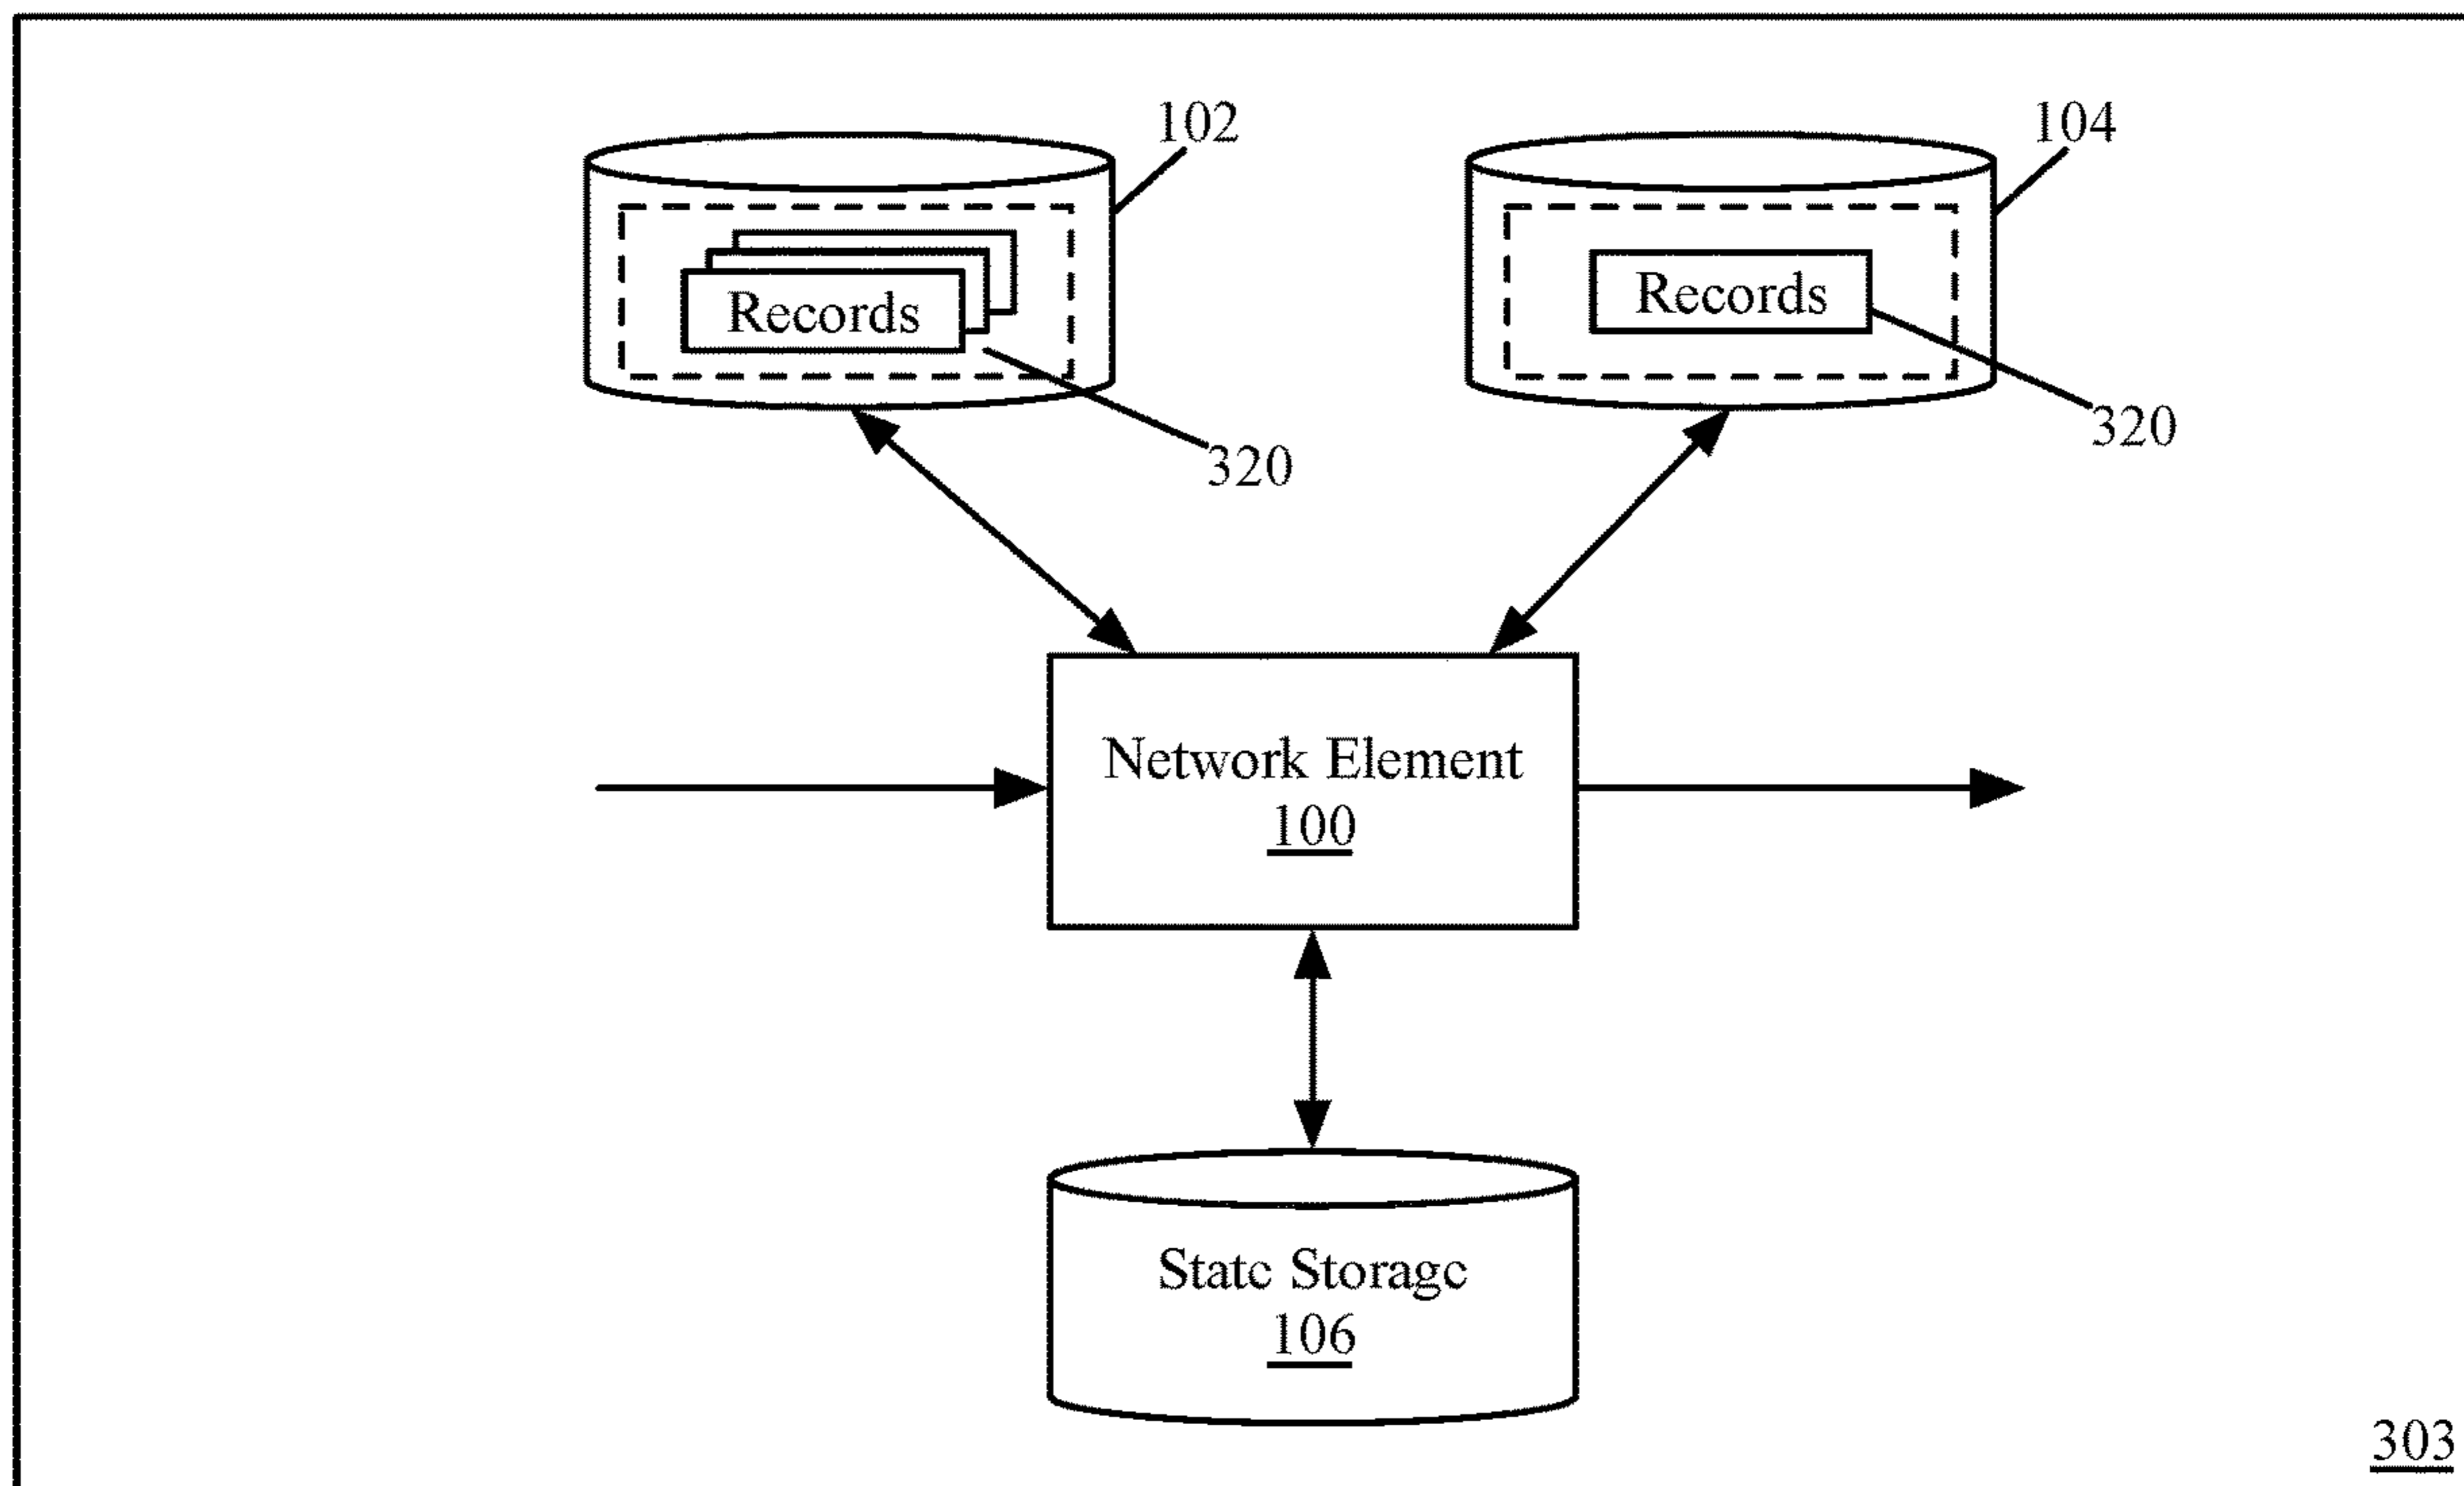 102
104
Records
Records
320
320
Network Element
100
State Storage
106
303